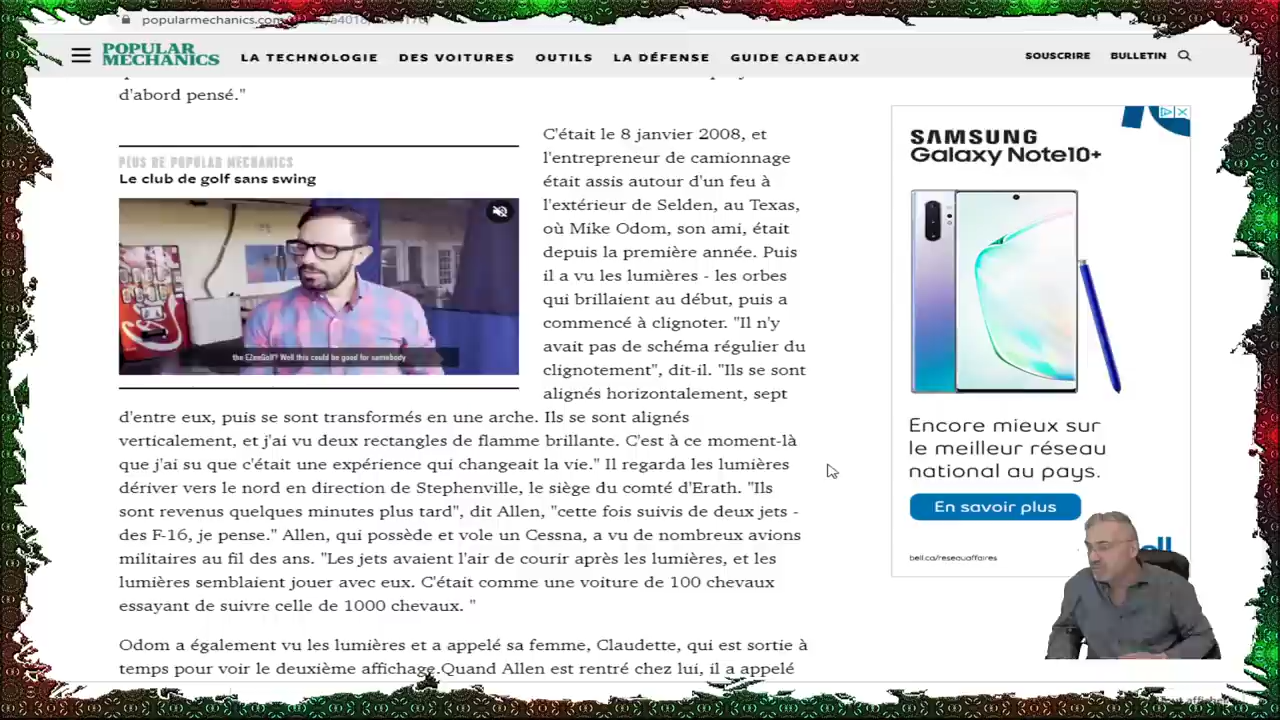 popularmechanics.com
POPULAR MECHANICS
LA TECHNOLOGIE
DES VOITURES
OUTILS
LA DÉFENSE
GUIDE CADEAUX
SOUSCRIRE
BULLETIN
d'abord pensé."
PLUS DE POPULAR MECHANICS
Le club de golf sans swing
the EZeeGolf? Well this could be good for somebody
C'était le 8 janvier 2008, et
l'entrepreneur de camionnage
était assis autour d'un feu à
l'extérieur de Selden, au Texas,
où Mike Odom, son ami, était
depuis la première année. Puis
il a vu les lumières - les orbes
qui brillaient au début, puis a
commencé à clignoter. "Il n'y
avait pas de schéma régulier du
clignotement", dit-il. "Ils se sont
alignés horizontalement, sept
d'entre eux, puis se sont transformés en une arche. Ils se sont alignés
verticalement, et j'ai vu deux rectangles de flamme brillante. C'est à ce moment-là
que j'ai su que c'était une expérience qui changeait la vie." Il regarda les lumières
dériver vers le nord en direction de Stephenville, le siège du comté d'Erath. "Ils
sont revenus quelques minutes plus tard", dit Allen, "cette fois suivis de deux jets -
des F-16, je pense." Allen, qui possède et vole un Cessna, a vu de nombreux avions
militaires au fil des ans. "Les jets avaient l'air de courir après les lumières, et les
lumières semblaient jouer avec eux. C'était comme une voiture de 100 chevaux
essayant de suivre celle de 1000 chevaux. "
Odom a également vu les lumières et a appelé sa femme, Claudette, qui est sortie à
temps pour voir le deuxième affichage.Quand Allen est rentré chez lui, il a appelé
SAMSUNG
Galaxy Note10+
Encore mieux sur
le meilleur réseau
national au pays.
En savoir plus
bell.ca/reseauaffaires